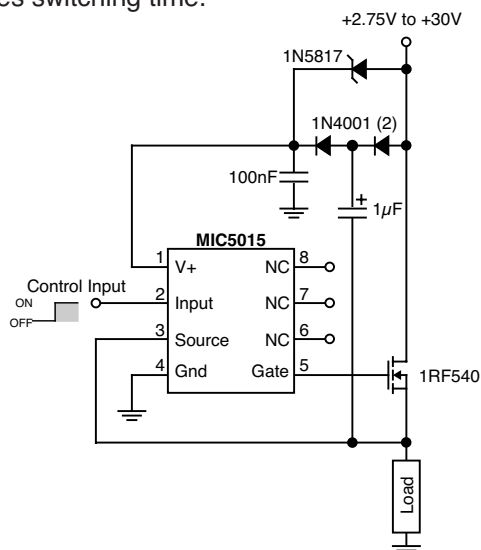 es switching time.
+2.75V to +30V
1N5817
1N4001 (2)
100nF
+
1µF
MIC5015
1 V+ NC 8
Control Input
ON
OFF
2 Input NC 7
3 Source NC 6
4 Gnd Gate 5
1RF540
Load